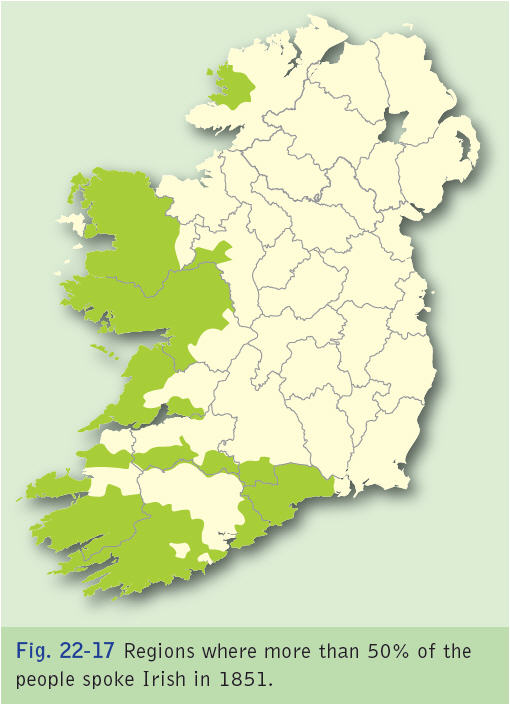 Fig. 22-17 Regions where more than 50% of the
people spoke Irish in 1851.